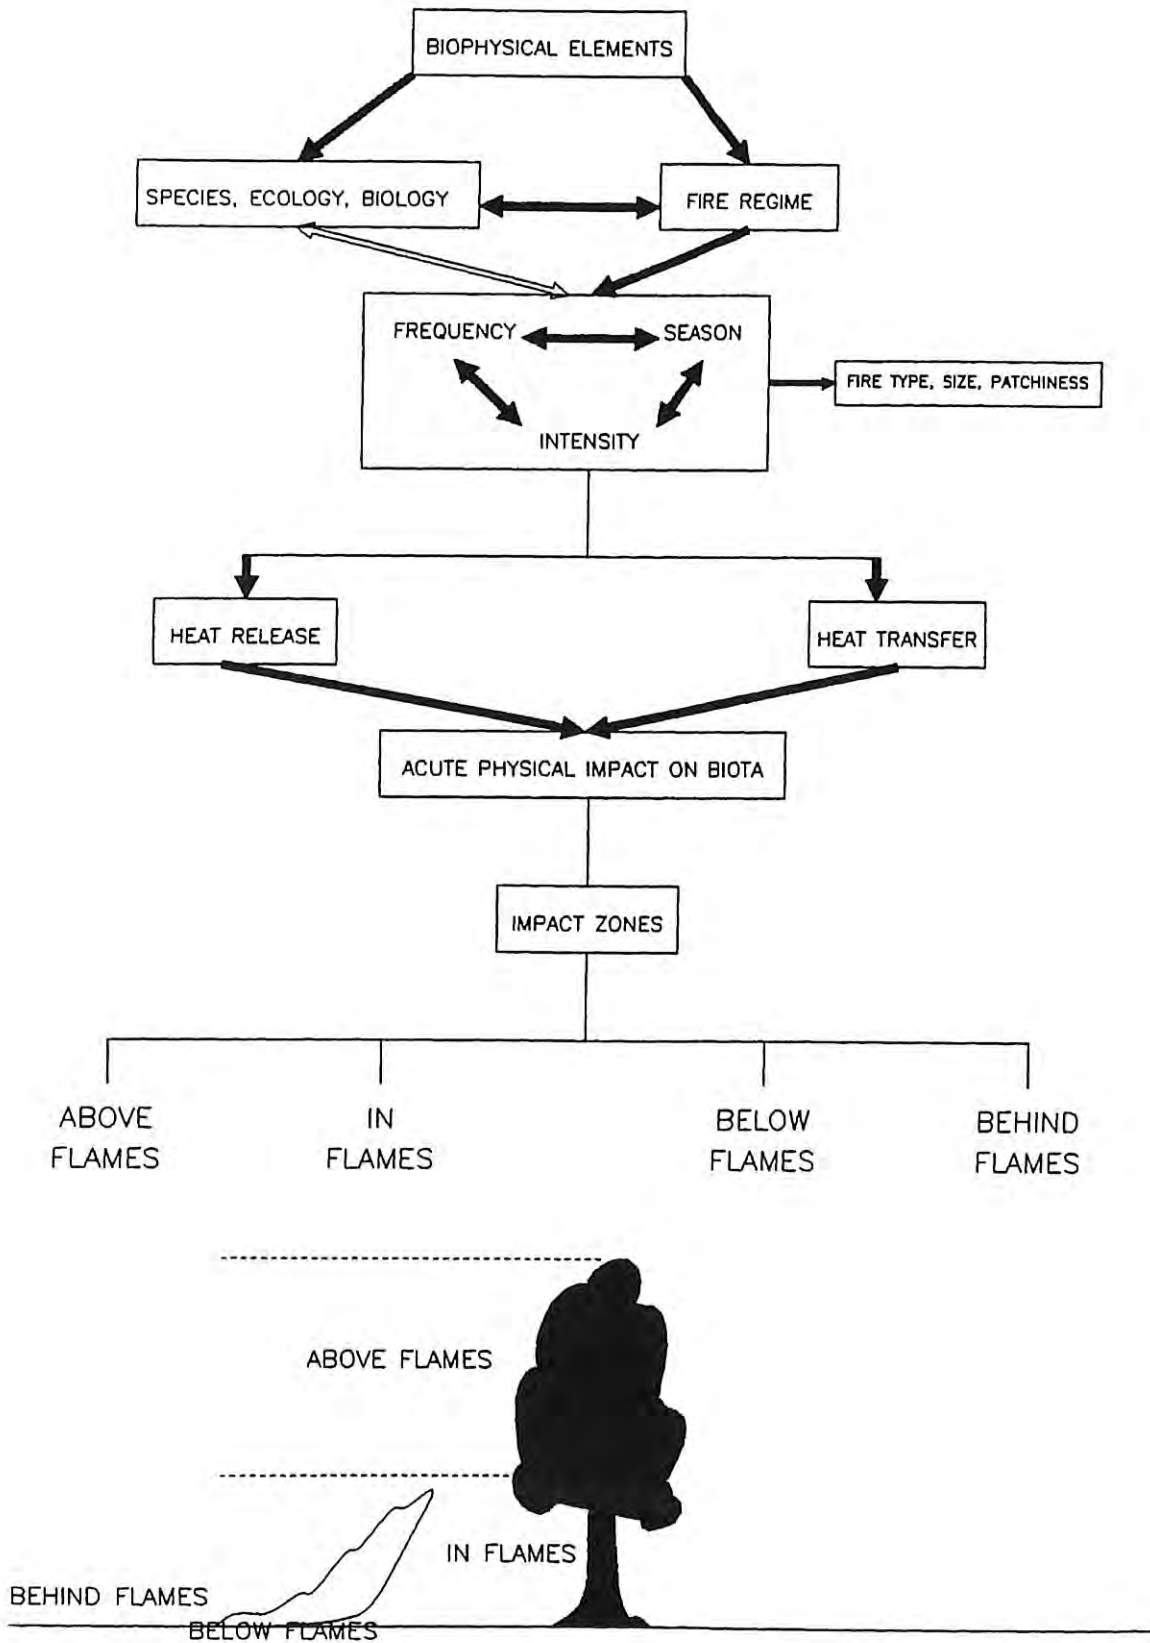 BIOPHYSICAL ELEMENTS
SPECIES, ECOLOGY, BIOLOGY
FIRE REGIME
FREQUENCY
SEASON
INTENSITY
FIRE TYPE, SIZE, PATCHINESS
HEAT RELEASE
HEAT TRANSFER
ACUTE PHYSICAL IMPACT ON BIOTA
IMPACT ZONES
ABOVE
FLAMES
IN
FLAMES
BELOW
FLAMES
BEHIND
FLAMES
ABOVE FLAMES
IN FLAMES
BEHIND FLAMES
BELOW FLAMES